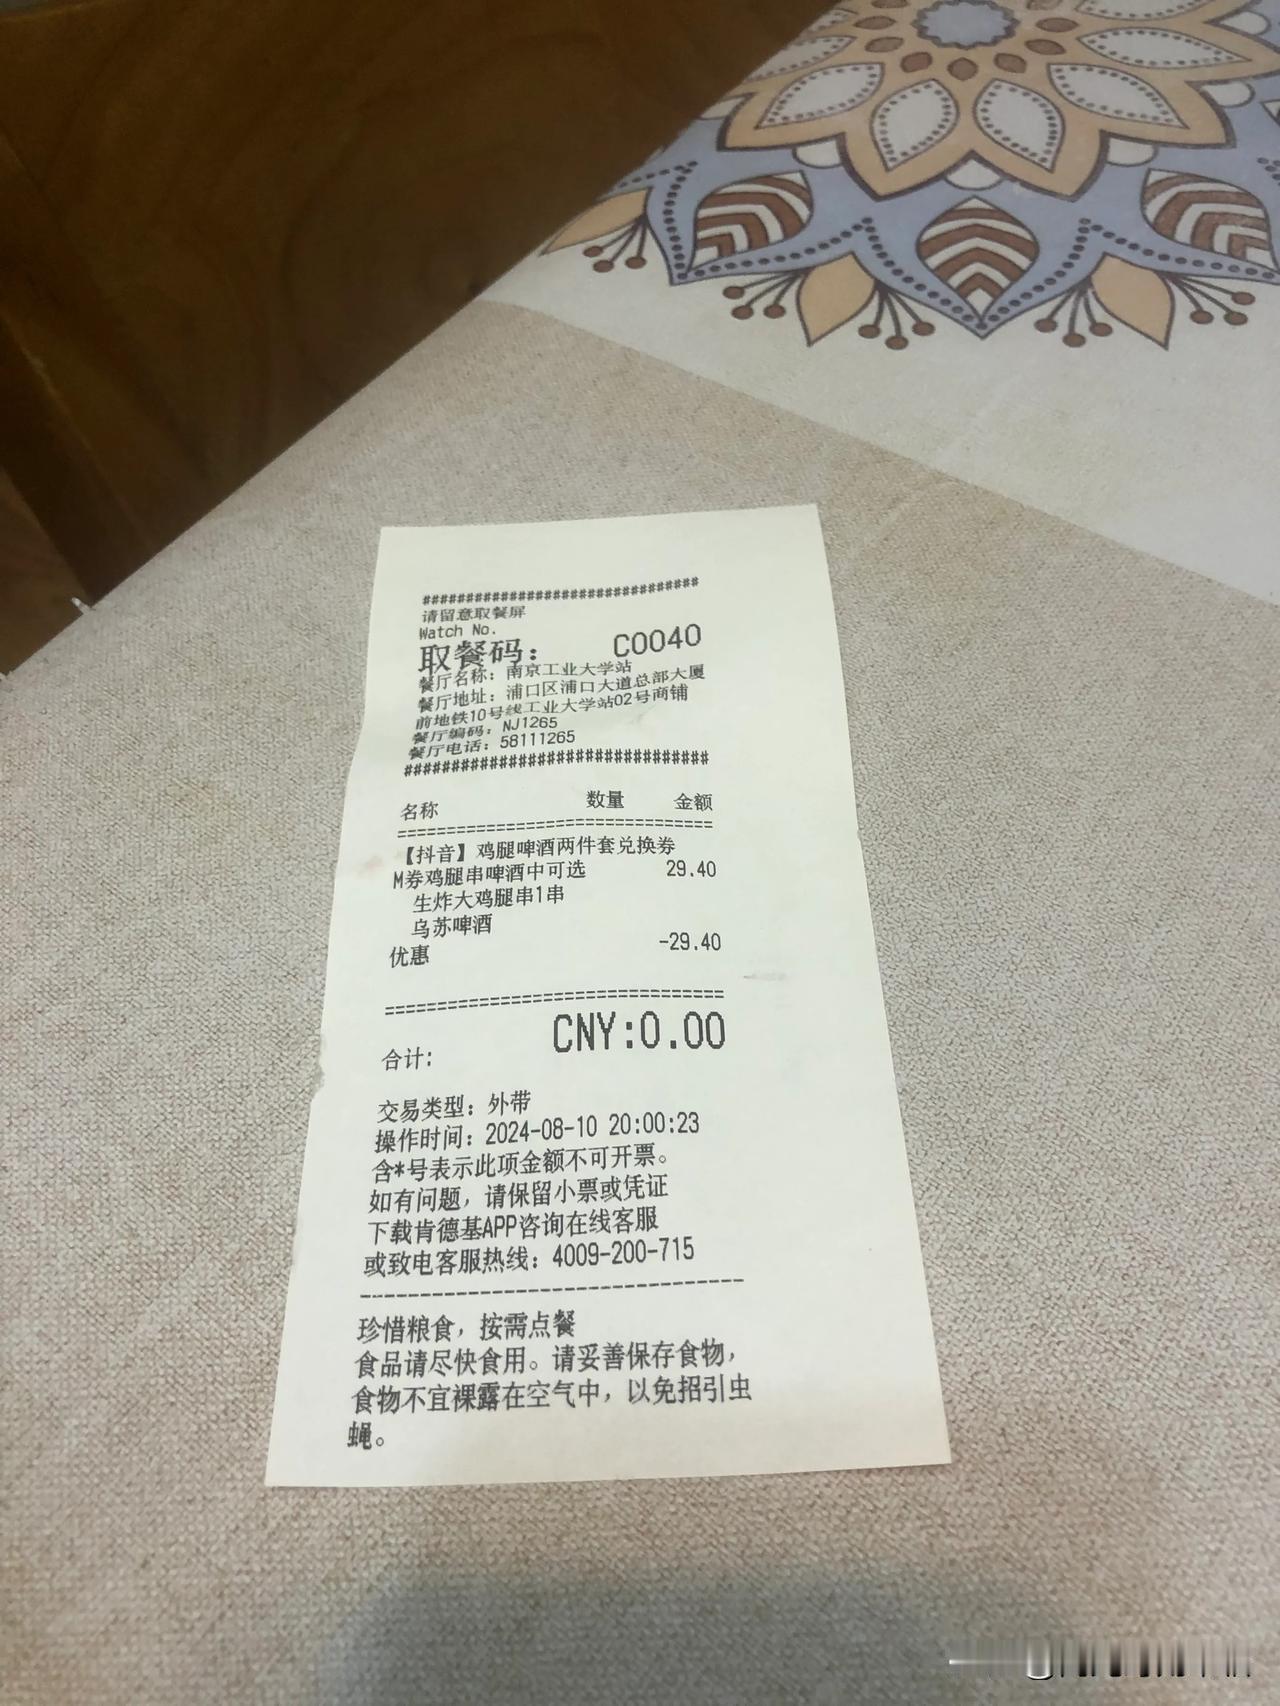 ################################
请留意取餐屏
Watch No.
取餐码： C0040
餐厅名称：南京工业大学站
餐厅地址：浦口区浦口大道总部大厦
前地铁10号线工业大学站02号商铺
餐厅编码：NJ1265
餐厅电话：58111265
################################
名称 数量 金额
================================
【抖音】鸡腿啤酒两件套兑换券
M券鸡腿串啤酒中可选 29.40
生炸大鸡腿串1串
乌苏啤酒
优惠 -29.40
================================
合计: CNY:0.00
交易类型：外带
操作时间：2024-08-10 20:00:23
含*号表示此项金额不可开票。
如有问题，请保留小票或凭证
下载肯德基APP咨询在线客服
或致电客服热线：4009-200-715
--------------------------------
珍惜粮食，按需点餐
食品请尽快食用。请妥善保存食物，
食物不宜裸露在空气中，以免招引虫
蝇。